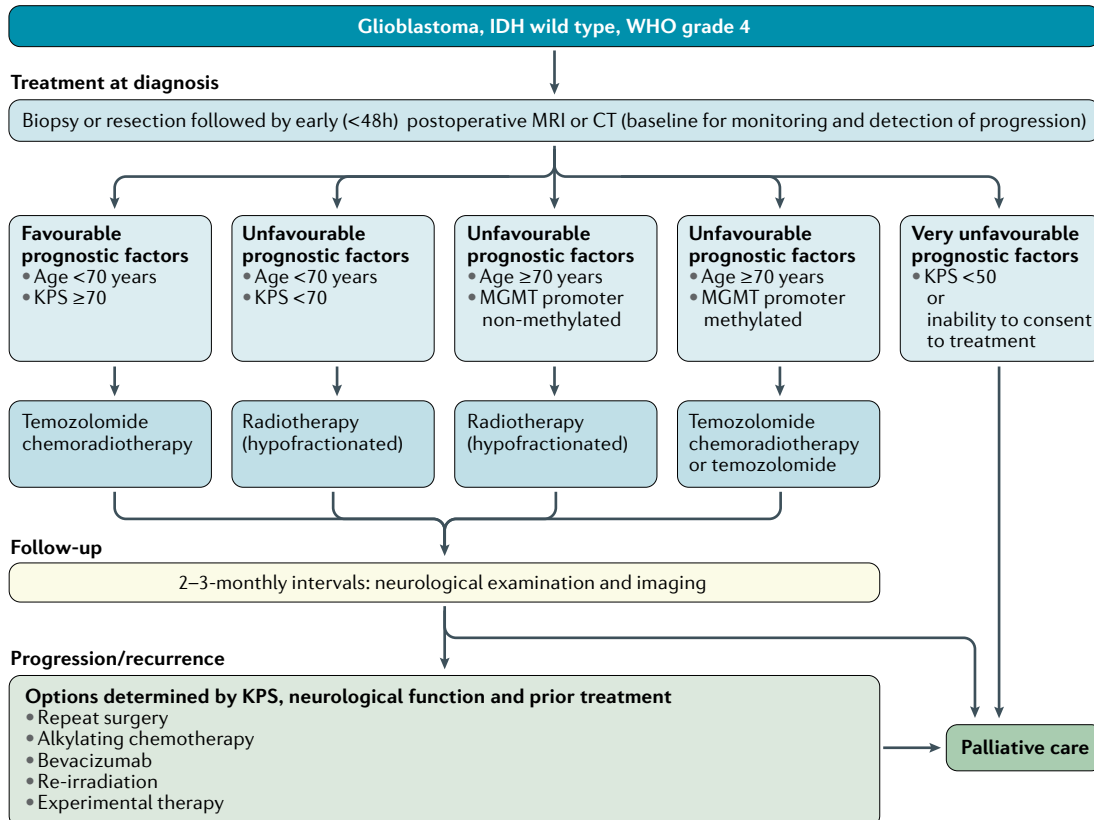 Glioblastoma, IDH wild type, WHO grade 4
Treatment at diagnosis
Biopsy or resection followed by early (<48h) postoperative MRI or CT (baseline for monitoring and detection of progression)
Favourable
prognostic factors
• Age <70 years
• KPS ≥70
Unfavourable
prognostic factors
• Age <70 years
• KPS <70
Unfavourable
prognostic factors
• Age ≥70 years
• MGMT promoter
non-methylated
Unfavourable
prognostic factors
• Age ≥70 years
• MGMT promoter
methylated
Very unfavourable
prognostic factors
• KPS <50
or
inability to consent
to treatment
Temozolomide
chemoradiotherapy
Radiotherapy
(hypofractionated)
Radiotherapy
(hypofractionated)
Temozolomide
chemoradiotherapy
or temozolomide
Follow-up
2–3-monthly intervals: neurological examination and imaging
Progression/recurrence
Options determined by KPS, neurological function and prior treatment
• Repeat surgery
• Alkylating chemotherapy
• Bevacizumab
• Re-irradiation
• Experimental therapy
Palliative care